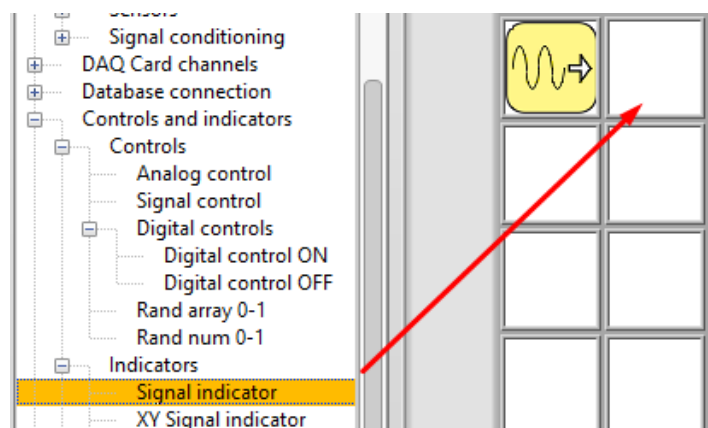 Sensors
Signal conditioning
DAQ Card channels
Database connection
Controls and indicators
Controls
Analog control
Signal control
Digital controls
Digital control ON
Digital control OFF
Rand array 0-1
Rand num 0-1
Indicators
Signal indicator
XY Signal indicator